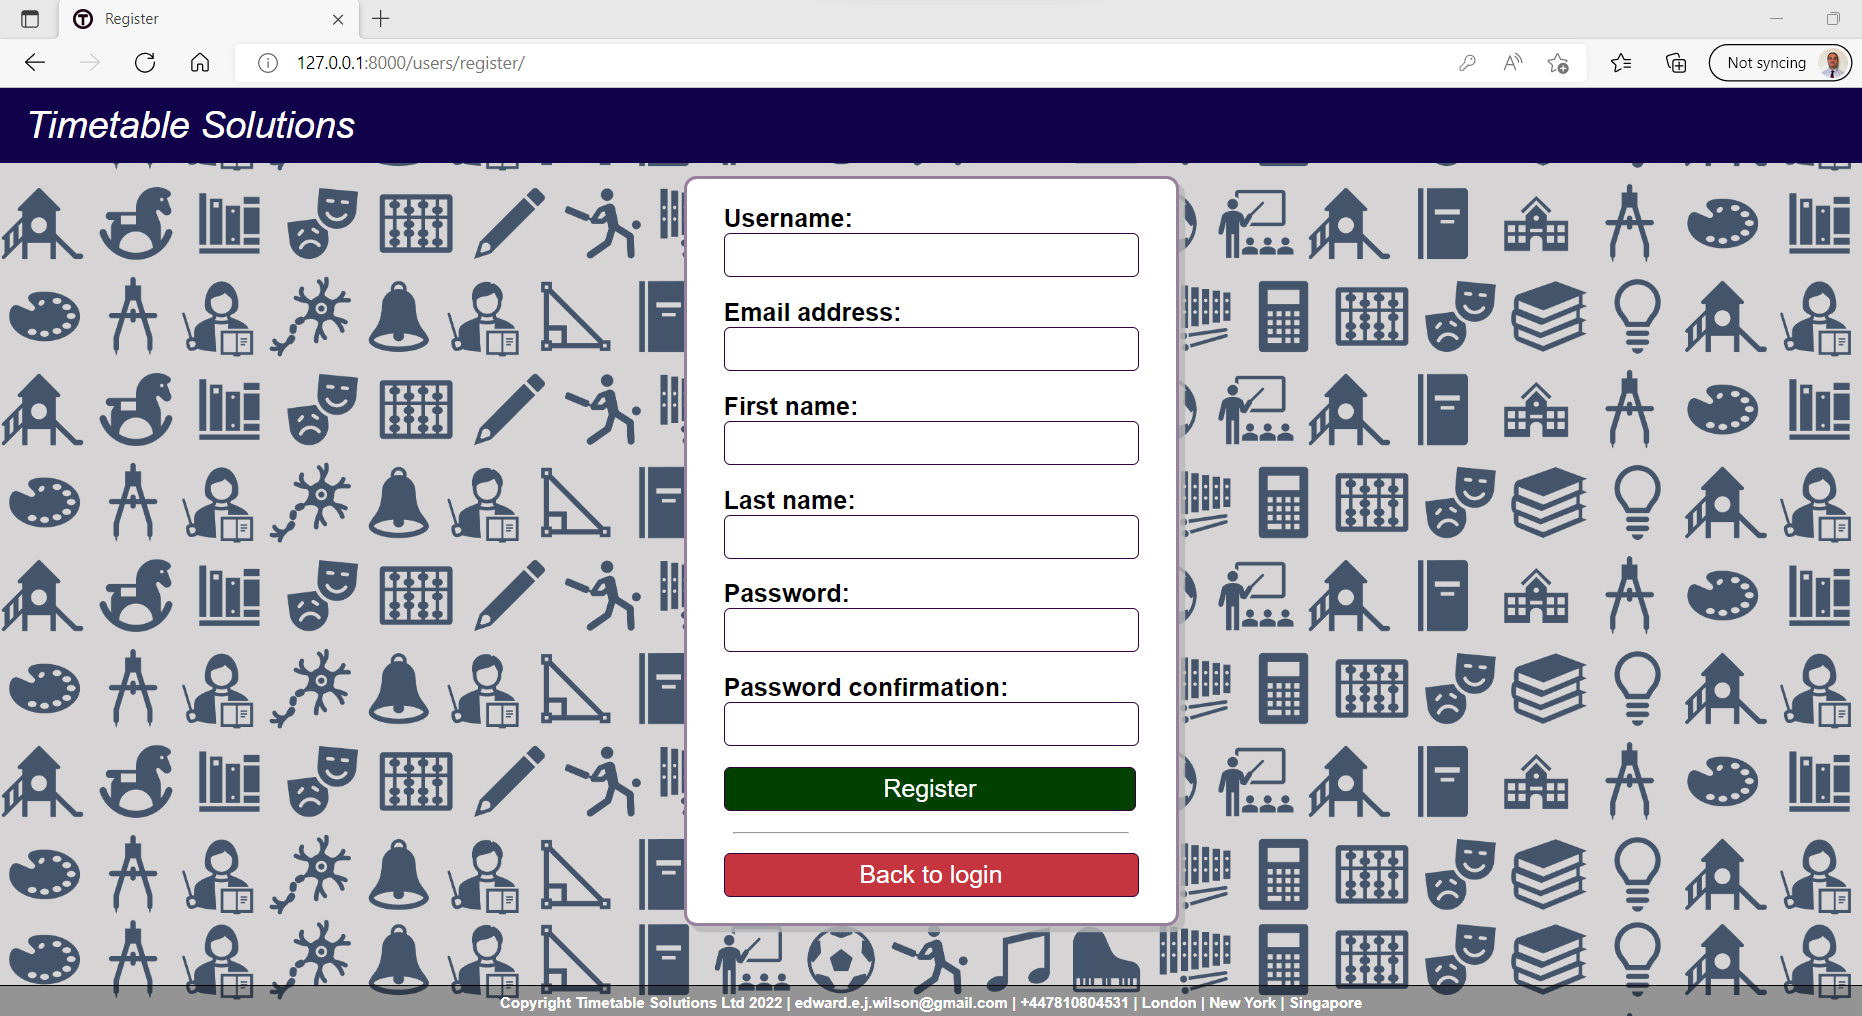 Register
127.0.0.1:8000/users/register/
Not syncing
Timetable Solutions
Username:
Email address:
First name:
Last name:
Password:
Password confirmation:
Register
Back to login
Copyright Timetable Solutions Ltd 2022 | edward.e.j.wilson@gmail.com | +447810804531 | London | New York | Singapore